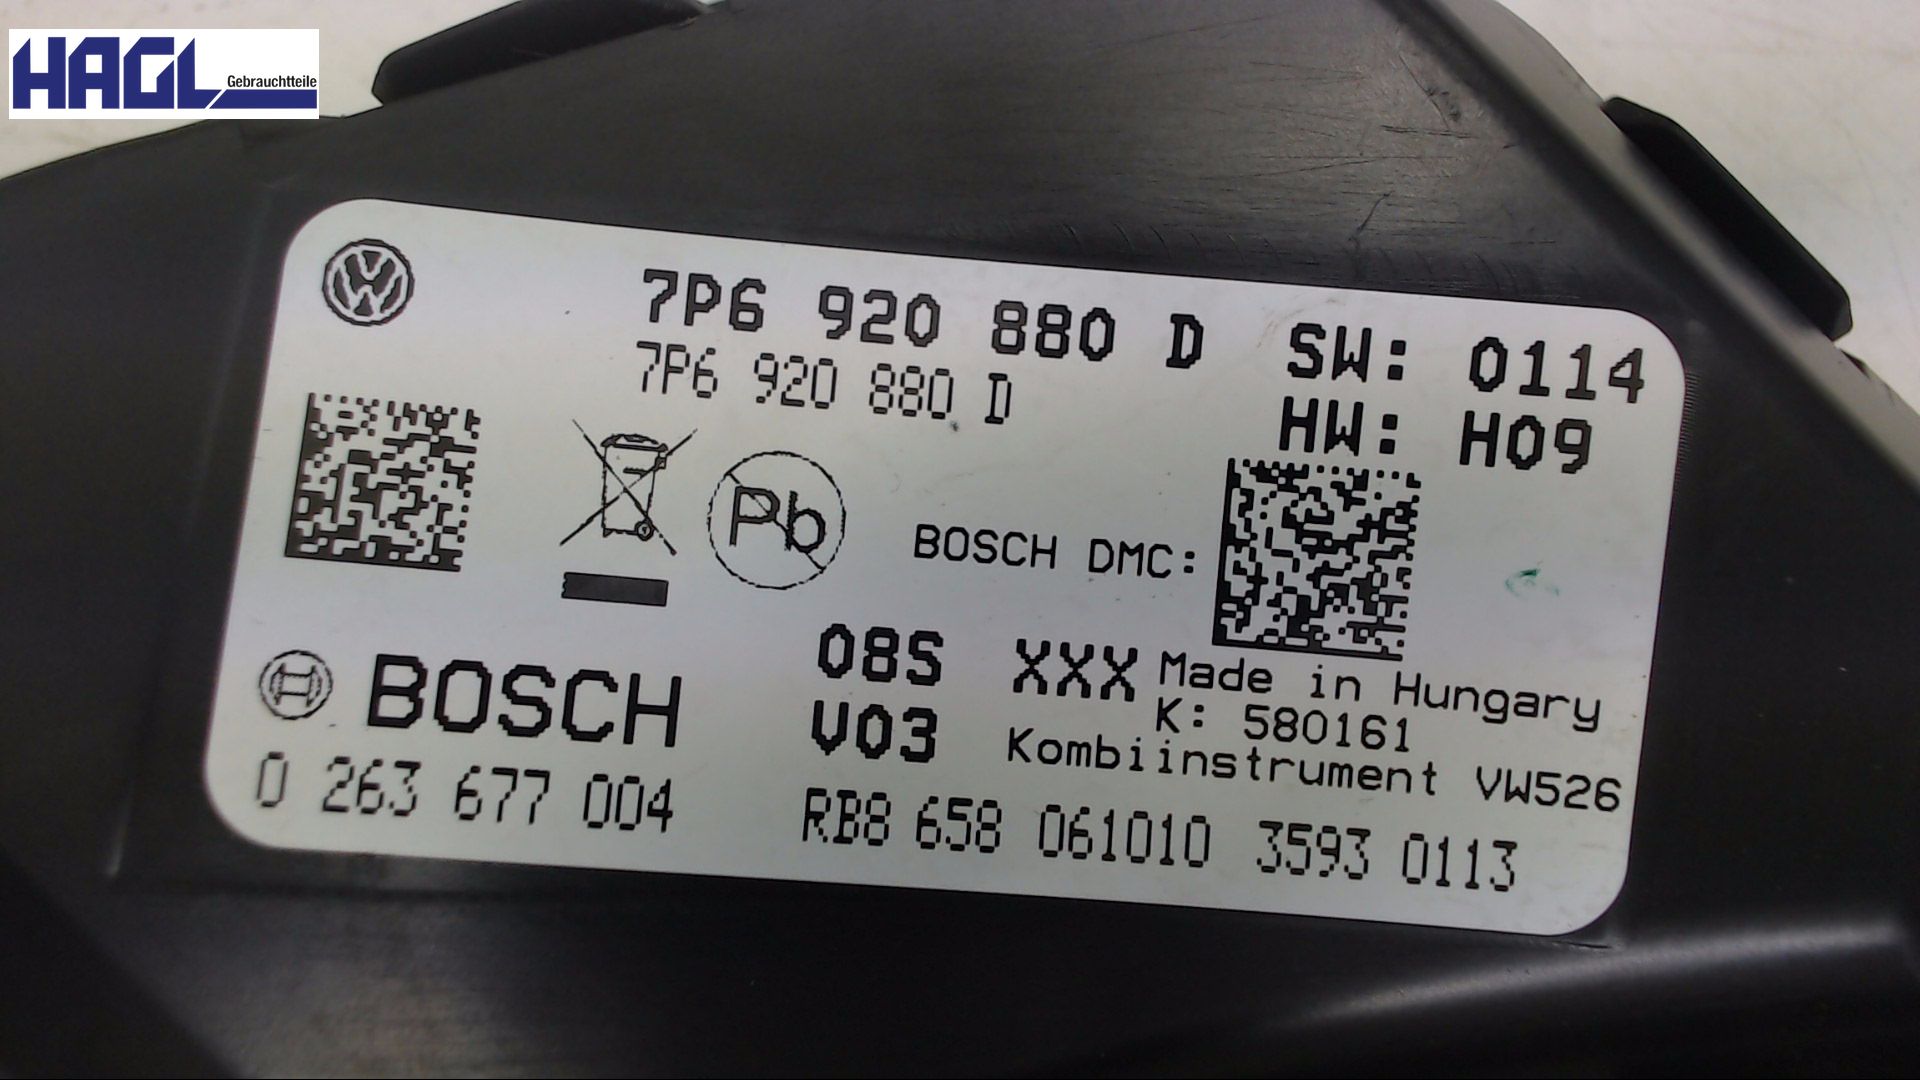 HAGL
Gebrauchtteile
7P6 920 880 D SW: 0114
7P6 920 880 D HW: H09
Pb
BOSCH DMC:
BOSCH 08S XXX Made in Hungary
V03 K: 580161
Kombiinstrument VW526
0 263 677 004 RB8 658 061010 3593 0113